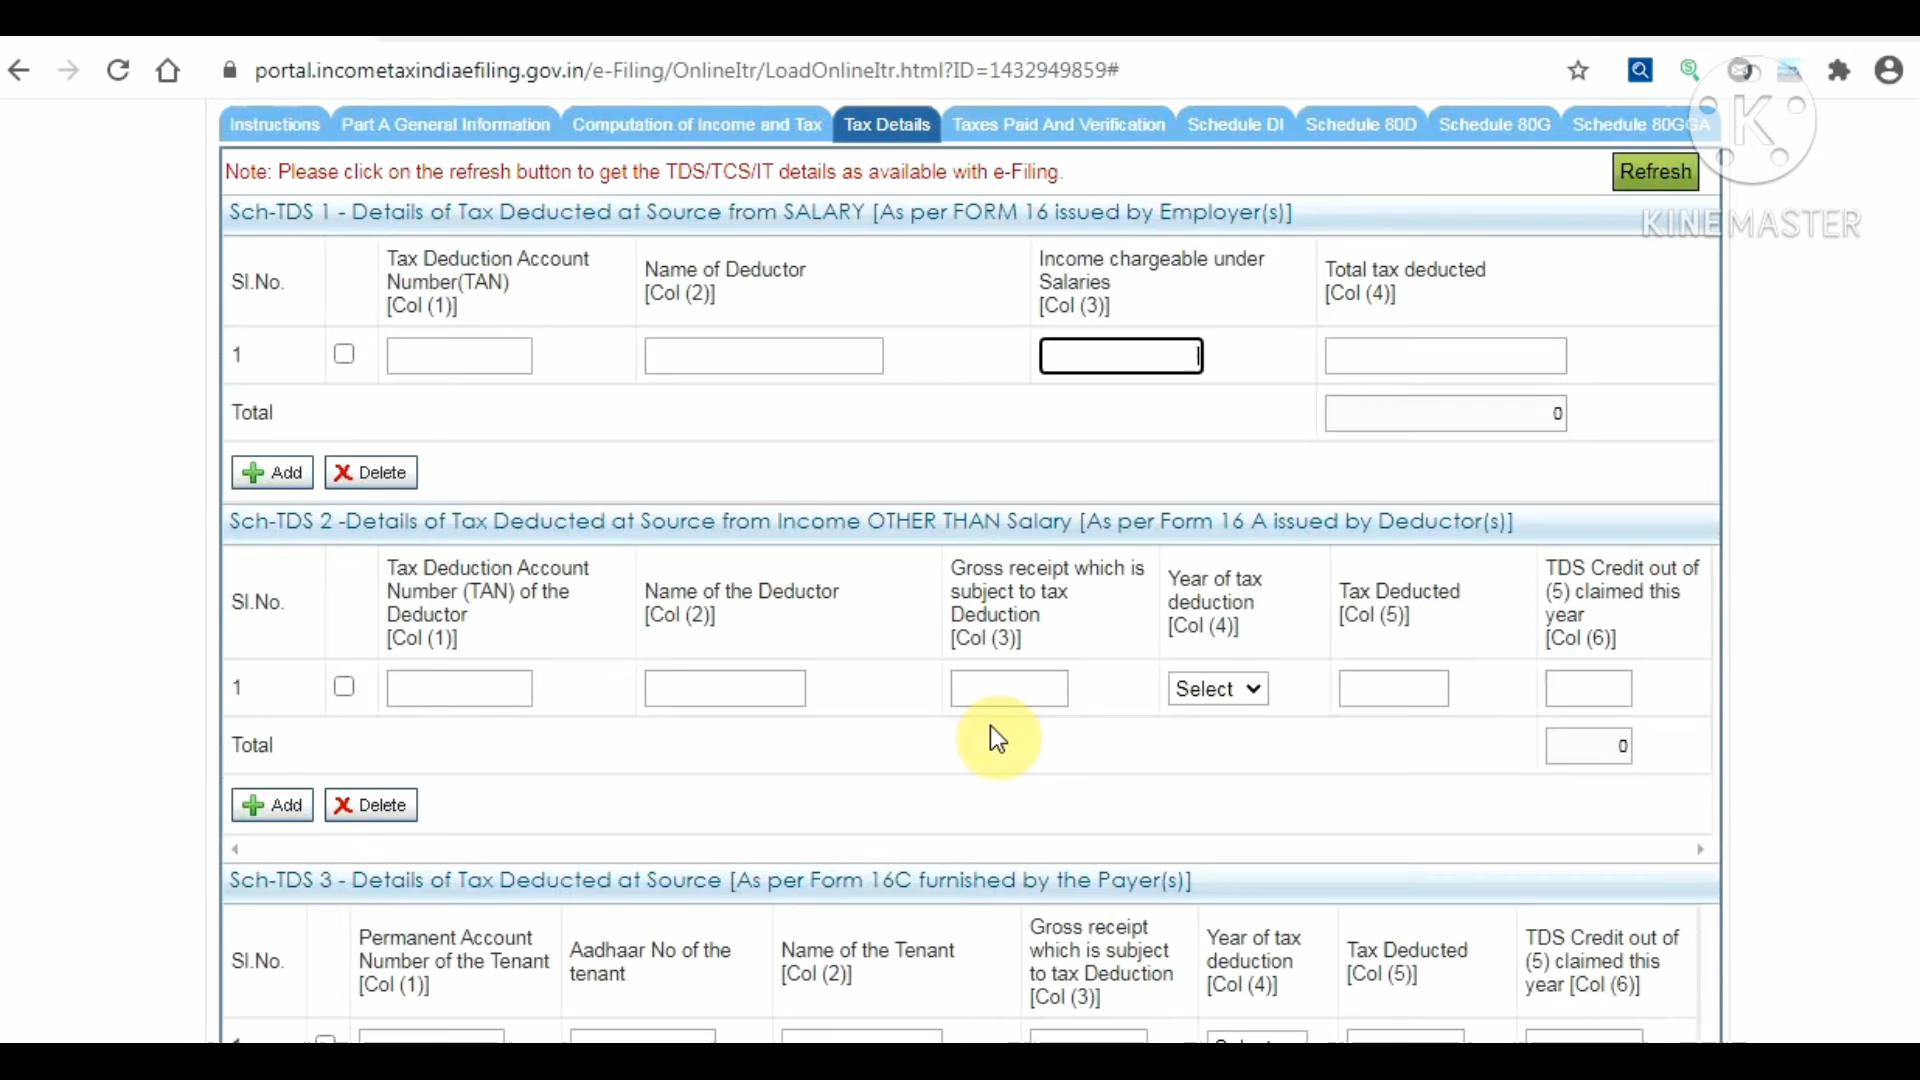 portal.incometaxindiaefiling.gov.in/e-Filing/OnlineItr/LoadOnlineItr.html?ID=1432949859#
Instructions Part A General Information Computation of Income and Tax Tax Details Taxes Paid And Verification Schedule DI Schedule 80D Schedule 80G Schedule 80GGA
K
KINEMASTER
Note: Please click on the refresh button to get the TDS/TCS/IT details as available with e-Filing. Refresh
Sch-TDS 1 - Details of Tax Deducted at Source from SALARY [As per FORM 16 issued by Employer(s)]
Sl.No.
Tax Deduction Account
Number(TAN)
[Col (1)]
Name of Deductor
[Col (2)]
Income chargeable under
Salaries
[Col (3)]
Total tax deducted
[Col (4)]
1
Total 0
Add Delete
Sch-TDS 2 -Details of Tax Deducted at Source from Income OTHER THAN Salary [As per Form 16 A issued by Deductor(s)]
Sl.No.
Tax Deduction Account
Number (TAN) of the
Deductor
[Col (1)]
Name of the Deductor
[Col (2)]
Gross receipt which is
subject to tax
Deduction
[Col (3)]
Year of tax
deduction
[Col (4)]
Tax Deducted
[Col (5)]
TDS Credit out of
(5) claimed this
year
[Col (6)]
1 Select
Total 0
Add Delete
Sch-TDS 3 - Details of Tax Deducted at Source [As per Form 16C furnished by the Payer(s)]
Sl.No.
Permanent Account
Number of the Tenant
[Col (1)]
Aadhaar No of the
tenant
Name of the Tenant
[Col (2)]
Gross receipt
which is subject
to tax Deduction
[Col (3)]
Year of tax
deduction
[Col (4)]
Tax Deducted
[Col (5)]
TDS Credit out of
(5) claimed this
year [Col (6)]